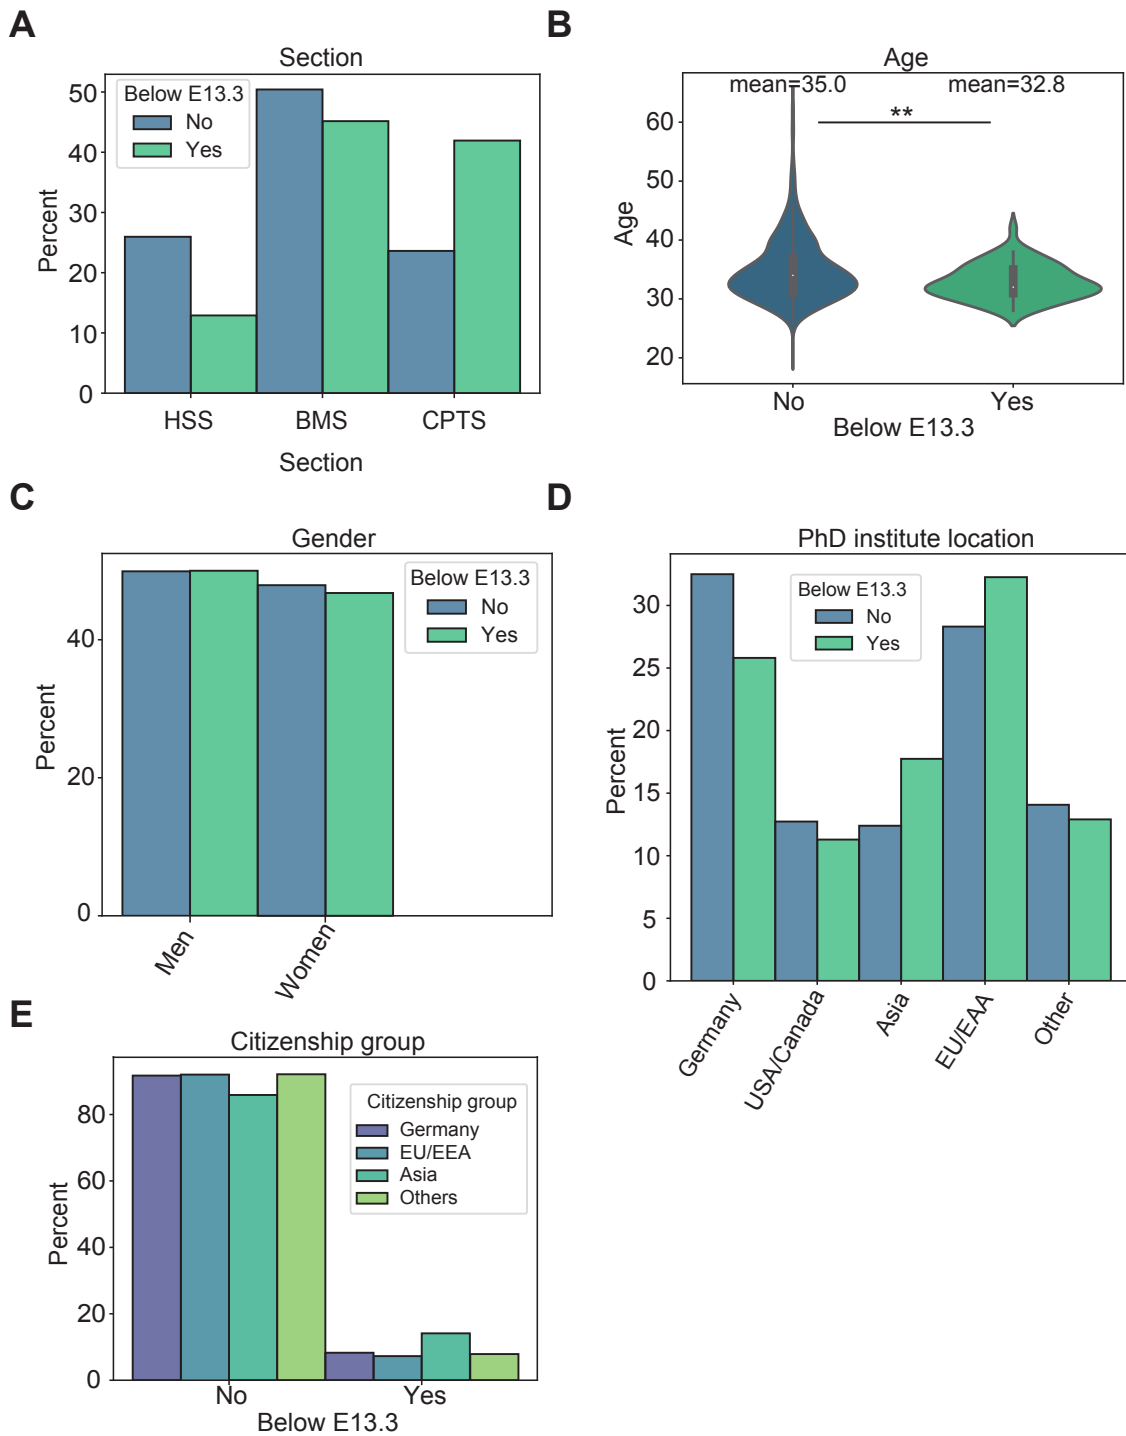 A
Section
Below E13.3
No
Yes
Percent
50
40
30
20
10
0
HSS BMS CPTS
Section
B
Age
mean=35.0 mean=32.8
**
Age
60
50
40
30
20
No Yes
Below E13.3
C
Gender
Below E13.3
No
Yes
Percent
40
20
0
Men Women
D
PhD institute location
Below E13.3
No
Yes
Percent
30
25
20
15
10
5
0
Germany USA/Canada Asia EU/EAA Other
E
Citizenship group
Citizenship group
Germany
EU/EEA
Asia
Others
Percent
80
60
40
20
0
No Yes
Below E13.3